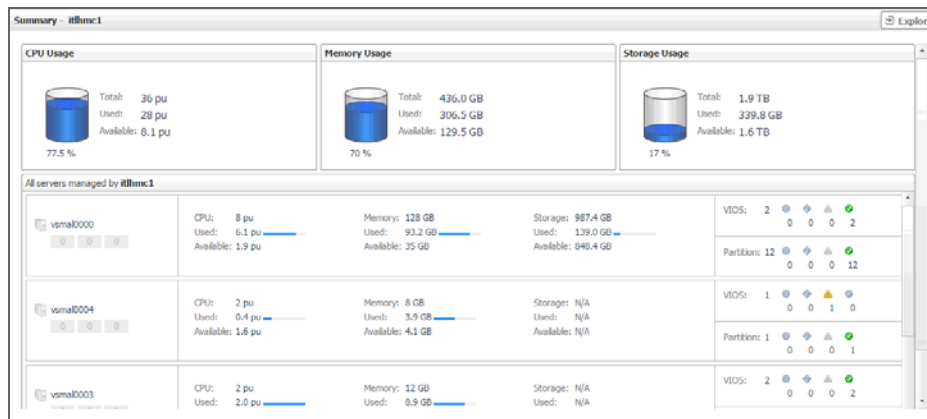 Summary - itlhmc1
Explor
CPU Usage
Total: 36 pu
Used: 28 pu
Available: 8.1 pu
77.5 %
Memory Usage
Total: 436.0 GB
Used: 306.5 GB
Available: 129.5 GB
70 %
Storage Usage
Total: 1.9 TB
Used: 339.8 GB
Available: 1.6 TB
17 %
All servers managed by itlhmc1
vsmal0000
0 0 0
CPU: 8 pu
Used: 6.1 pu
Available: 1.9 pu
Memory: 128 GB
Used: 93.2 GB
Available: 35 GB
Storage: 987.4 GB
Used: 139.0 GB
Available: 848.4 GB
VIOS: 2
0 0 0 2
Partition: 12
0 0 0 12
vsmal0004
0 0 0
CPU: 2 pu
Used: 0.4 pu
Available: 1.6 pu
Memory: 8 GB
Used: 3.9 GB
Available: 4.1 GB
Storage: N/A
Used: N/A
Available: N/A
VIOS: 1
0 0 1 0
Partition: 1
0 0 0 1
vsmal0003
CPU: 2 pu
Used: 2.0 pu
Memory: 12 GB
Used: 8.9 GB
Storage: N/A
Used: N/A
VIOS: 2
0 0 0 2